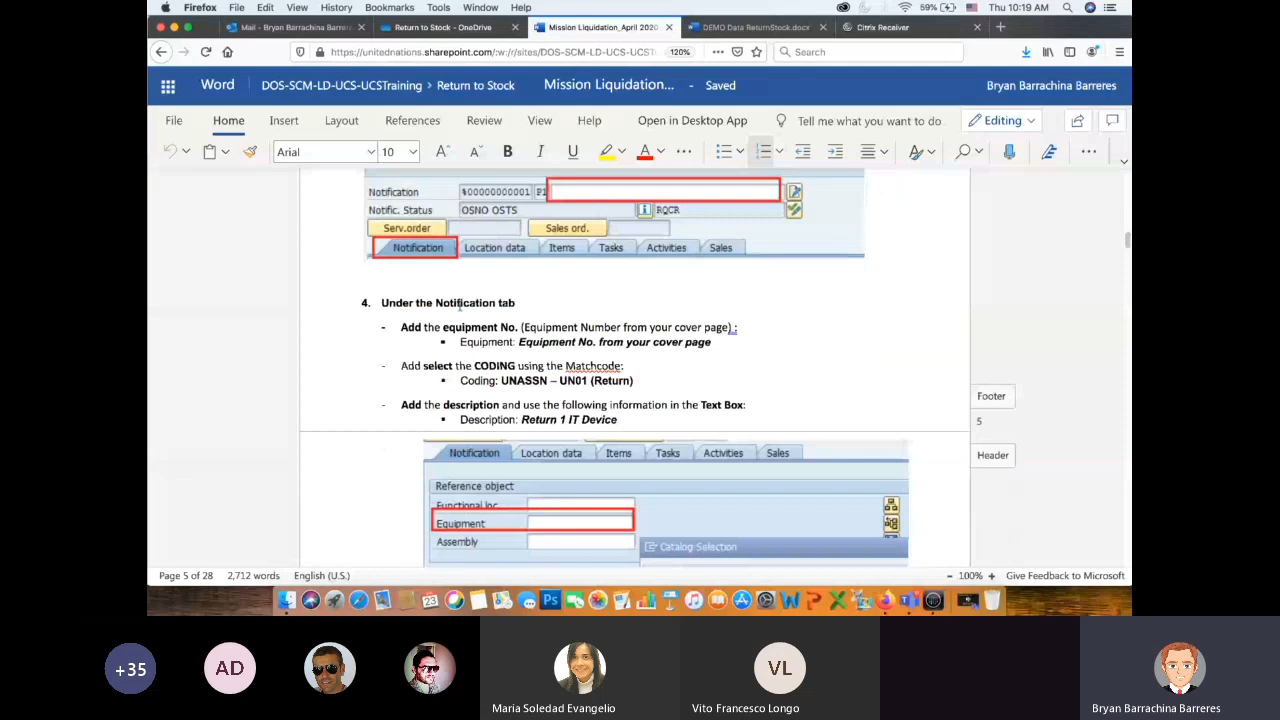 Firefox File Edit View History Bookmarks Tools Window Help 59% Thu 10:19 AM
Mail - Bryan Barrachina Barrer Return to Stock - OneDrive Mission Liquidation_April 2020 DEMO Data ReturnStock.docx Citrix Receiver
https://unitednations.sharepoint.com/:w:/r/sites/DOS-SCM-LD-UCS-UCST 120% Search
Word DOS-SCM-LD-UCS-UCSTraining > Return to Stock Mission Liquidation... - Saved Bryan Barrachina Barreres
File Home Insert Layout References Review View Help Open in Desktop App Tell me what you want to do Editing
Arial 10 B I U A
Notification %00000000001 P1
Notific. Status OSNO OSTS RQCR
Serv.order Sales ord.
Notification Location data Items Tasks Activities Sales
4. Under the Notification tab
- Add the equipment No. (Equipment Number from your cover page) :
▪ Equipment: Equipment No. from your cover page
- Add select the CODING using the Matchcode:
▪ Coding: UNASSN – UN01 (Return)
- Add the description and use the following information in the Text Box:
▪ Description: Return 1 IT Device
Footer
5
Header
Notification Location data Items Tasks Activities Sales
Reference object
Functional loc.
Equipment
Assembly
Catalog Selection
Page 5 of 28 2,712 words English (U.S.) - 100% + Give Feedback to Microsoft
23
+35 AD VL
Maria Soledad Evangelio Vito Francesco Longo Bryan Barrachina Barreres